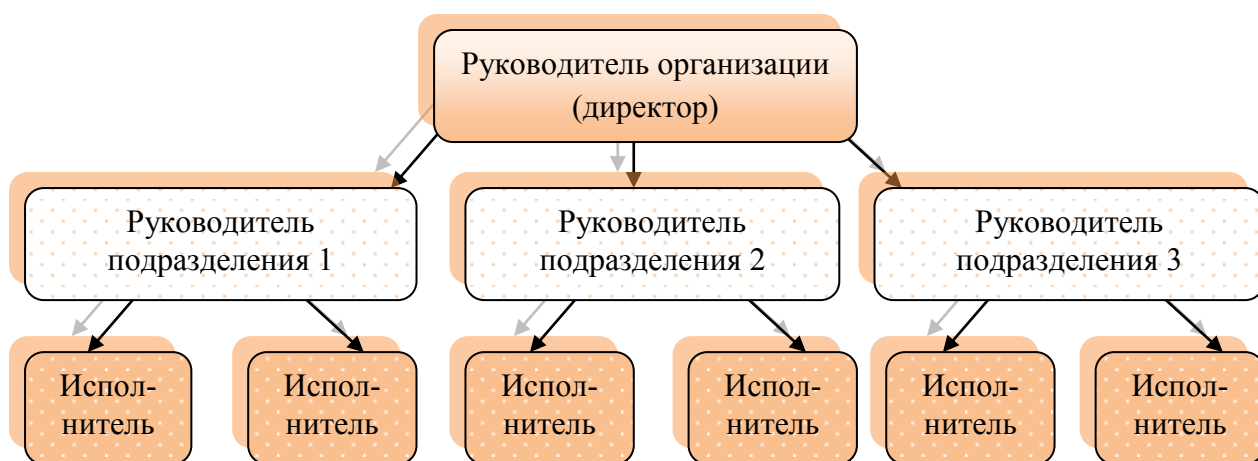 Руководитель организации
(директор)
Руководитель
подразделения 1
Руководитель
подразделения 2
Руководитель
подразделения 3
Испол-
нитель
Испол-
нитель
Испол-
нитель
Испол-
нитель
Испол-
нитель
Испол-
нитель